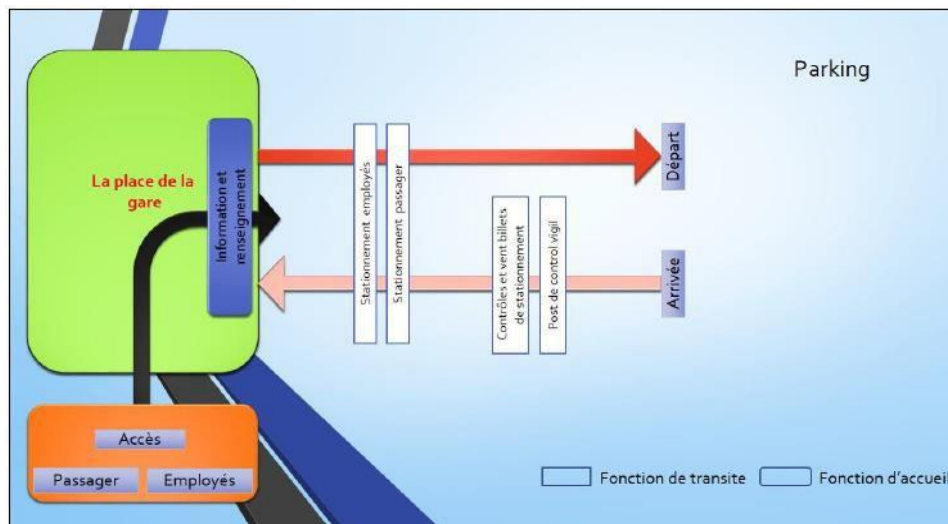 Parking
La place de la
gare
Information et
renseignement
Stationnement employés
Stationnement passager
Contrôles et vent billets
de stationnement
Post de control vigil
Départ
Arrivée
Accès
Passager
Employés
Fonction de transite
Fonction d'accueil